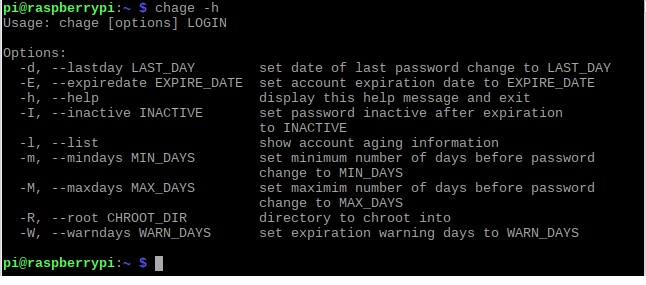 pi@raspberrypi:~ $ chage -h
Usage: chage [options] LOGIN

Options:
  -d, --lastday LAST_DAY        set date of last password change to LAST_DAY
  -E, --expiredate EXPIRE_DATE  set account expiration date to EXPIRE_DATE
  -h, --help                    display this help message and exit
  -I, --inactive INACTIVE       set password inactive after expiration
                                to INACTIVE
  -l, --list                    show account aging information
  -m, --mindays MIN_DAYS        set minimum number of days before password
                                change to MIN_DAYS
  -M, --maxdays MAX_DAYS        set maximim number of days before password
                                change to MAX_DAYS
  -R, --root CHROOT_DIR         directory to chroot into
  -W, --warndays WARN_DAYS      set expiration warning days to WARN_DAYS

pi@raspberrypi:~ $